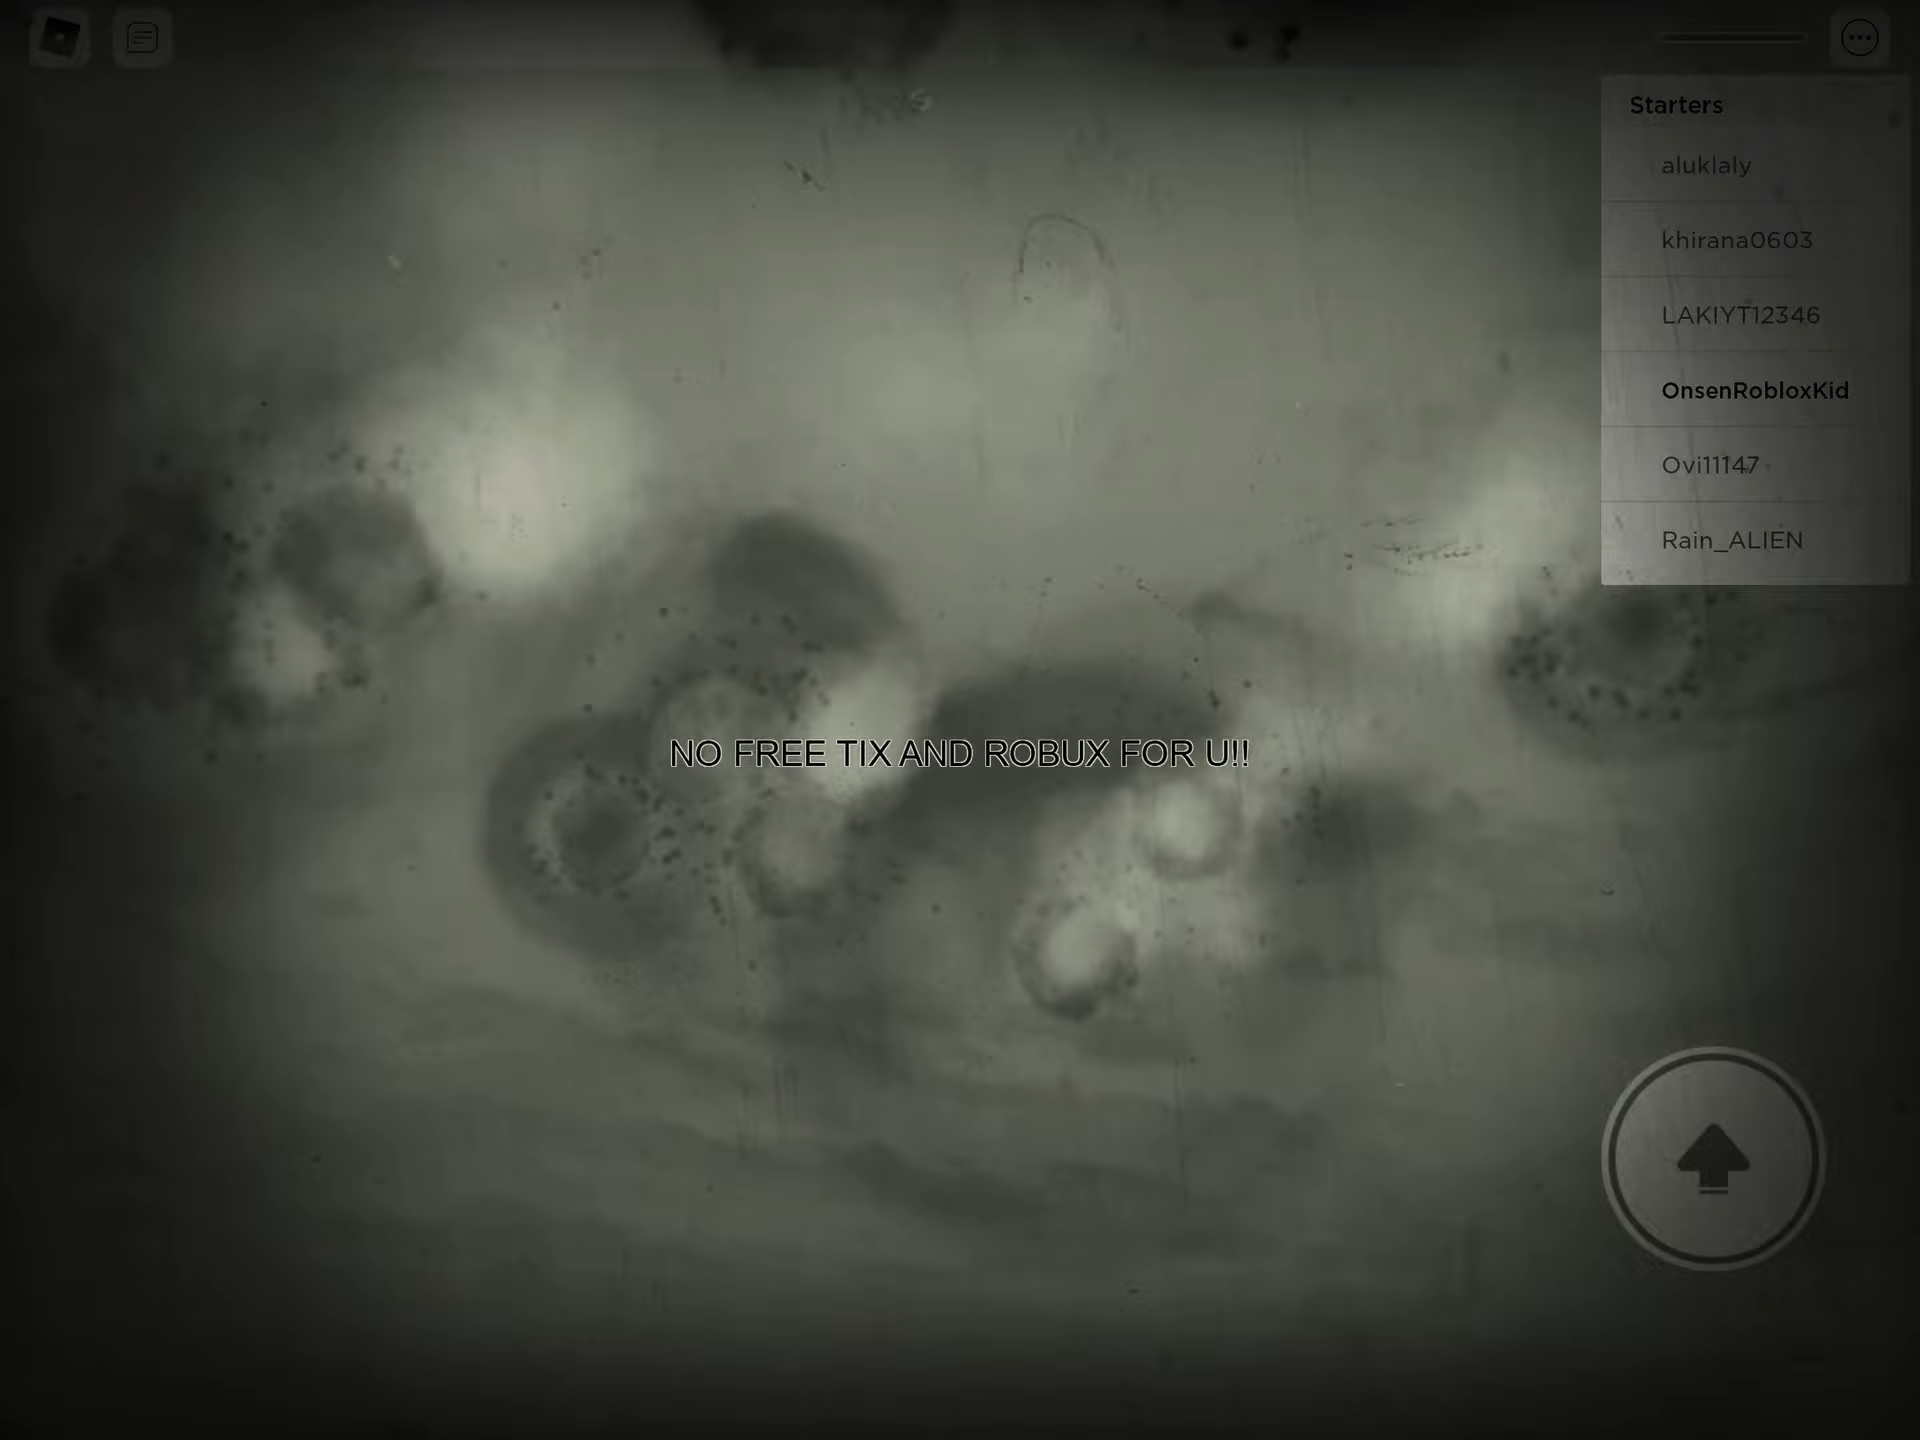 Starters
aluklaly
khirana0603
LAKIYT12346
OnsenRobloxKid
Ovi11147
Rain_ALIEN
NO FREE TIX AND ROBUX FOR U!!